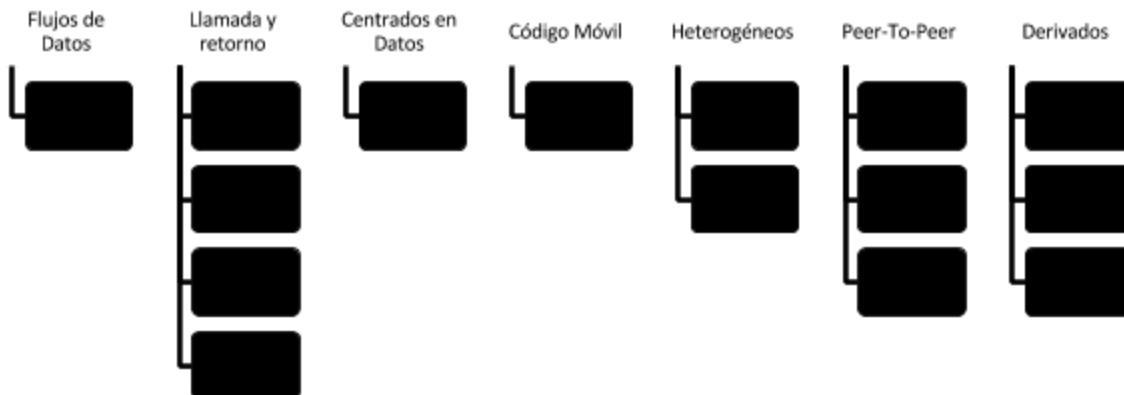 Flujos de
Datos
Llamada y
retorno
Centrados en
Datos
Código Móvil
Heterogéneos
Peer-To-Peer
Derivados